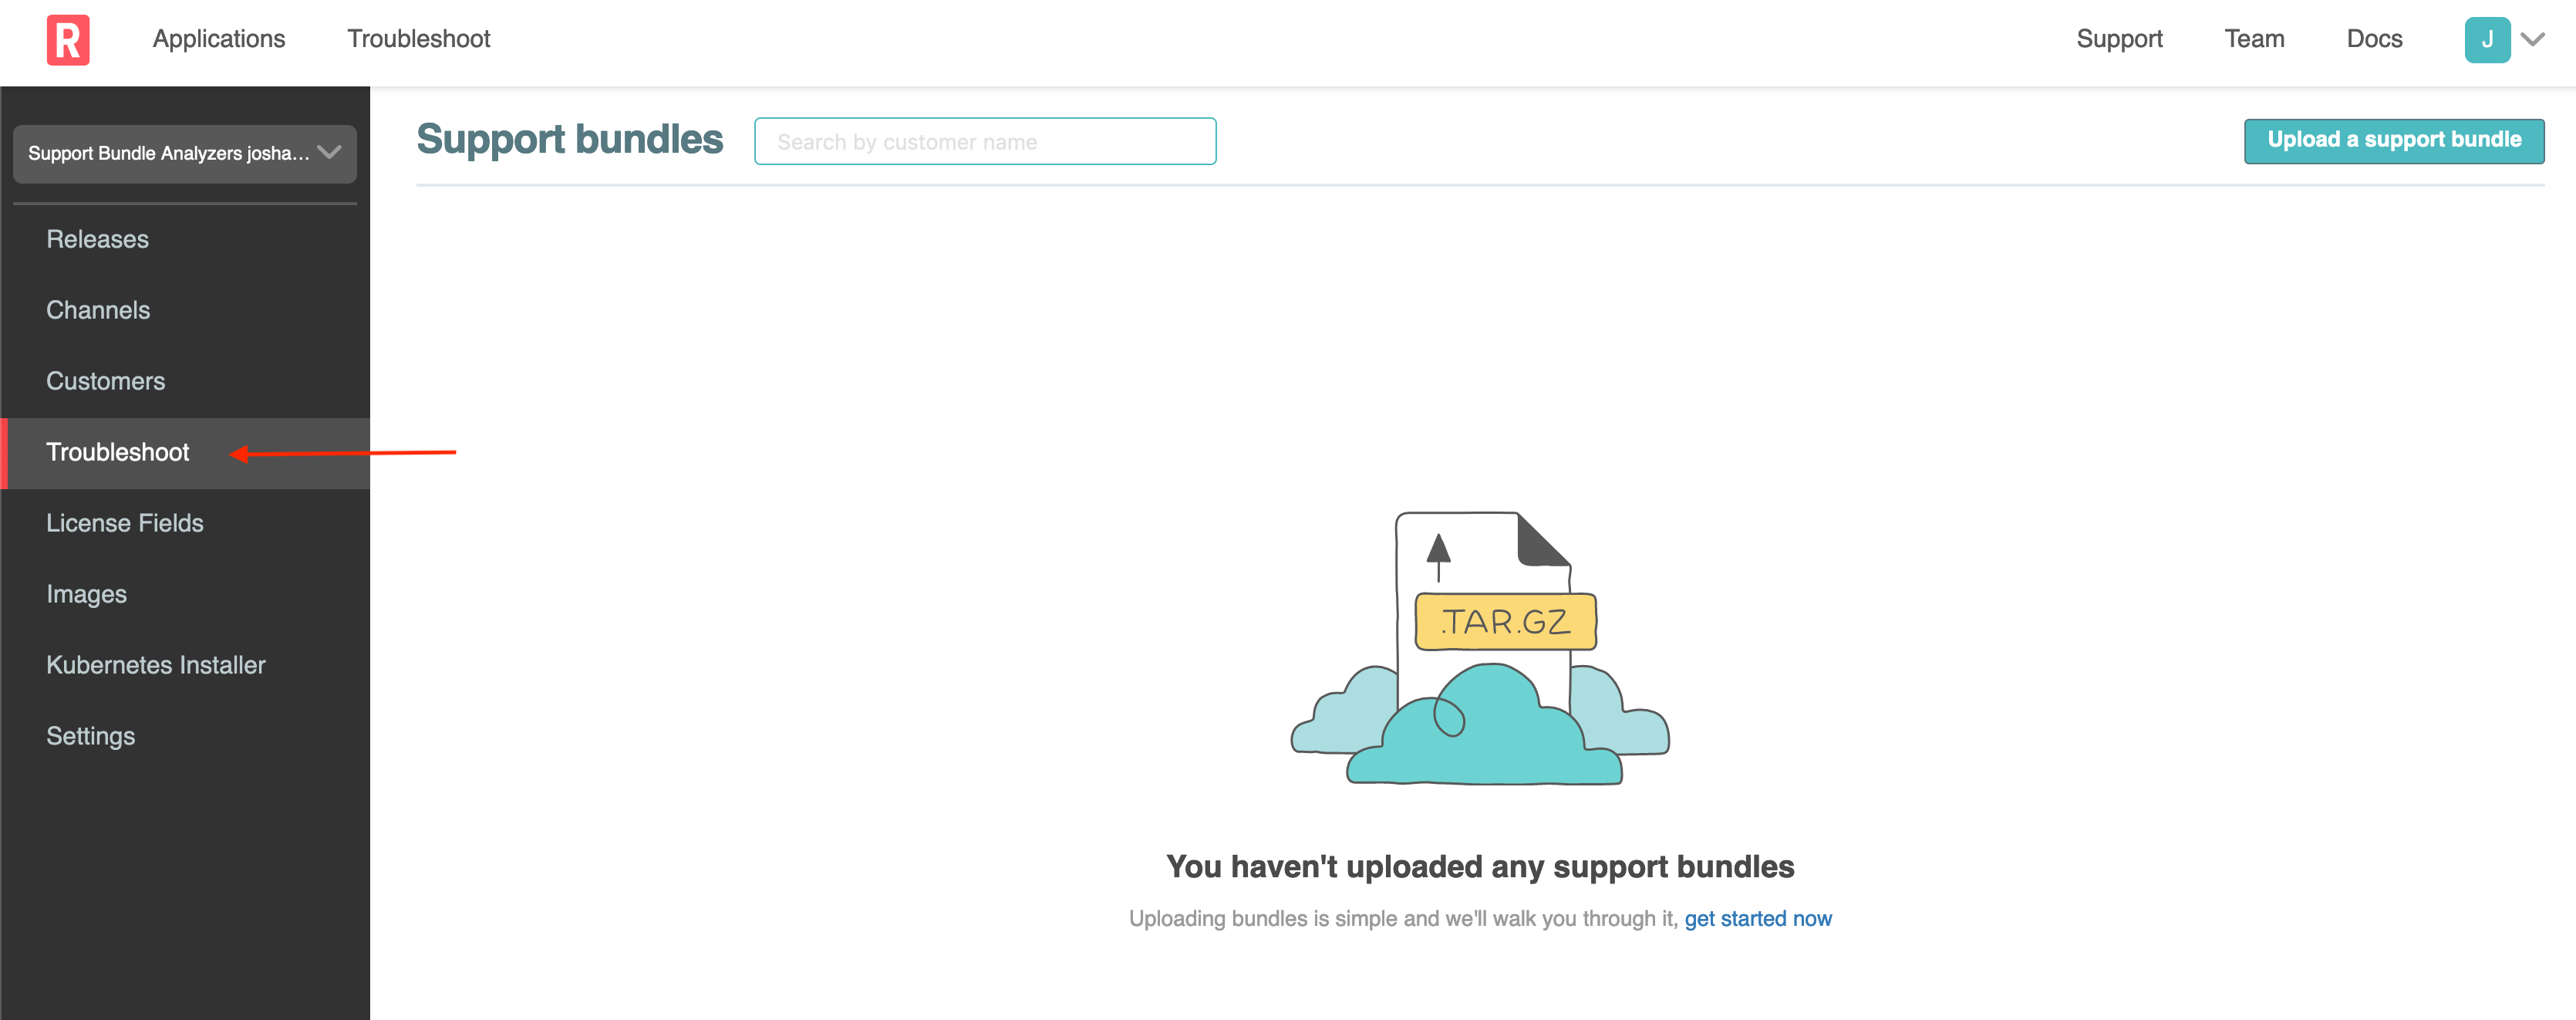 R
Applications
Troubleshoot
Support
Team
Docs
J
Support Bundle Analyzers josha...
Releases
Channels
Customers
Troubleshoot
License Fields
Images
Kubernetes Installer
Settings
Support bundles
Search by customer name
Upload a support bundle
.TAR.GZ
You haven't uploaded any support bundles
Uploading bundles is simple and we'll walk you through it, get started now